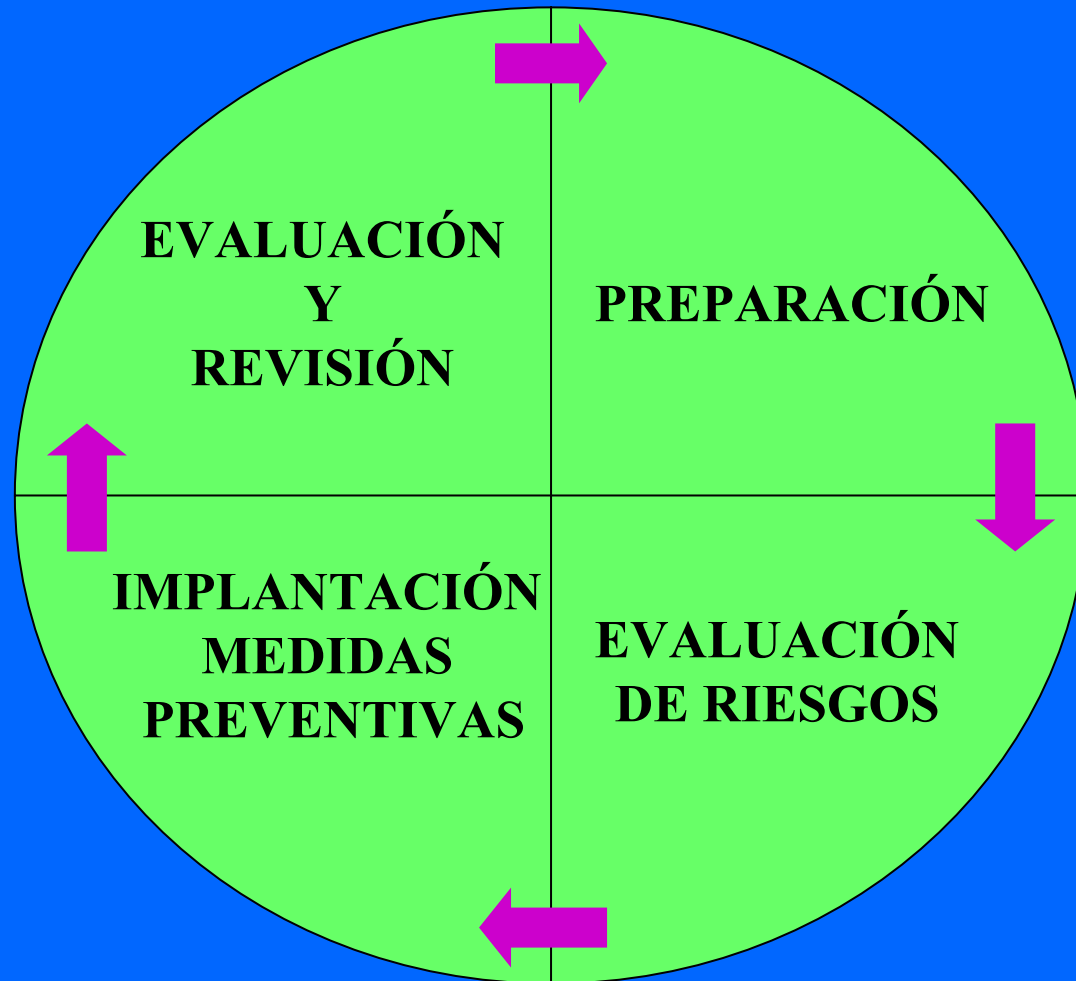 EVALUACIÓN
Y
REVISIÓN
PREPARACIÓN
IMPLANTACIÓN
MEDIDAS
PREVENTIVAS
EVALUACIÓN
DE RIESGOS